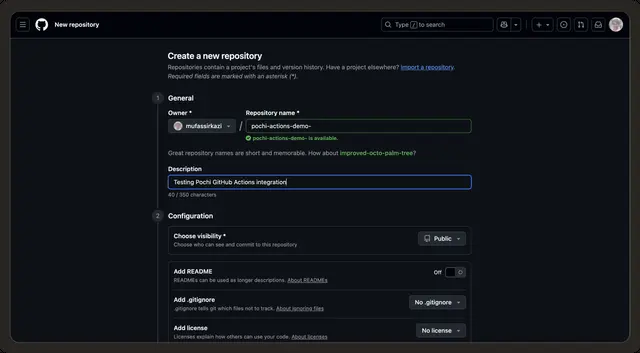 New repository
Type / to search
Create a new repository
Repositories contain a project's files and version history. Have a project elsewhere? Import a repository.
Required fields are marked with an asterisk (*).
1 General
Owner * Repository name *
mufassirkazi / pochi-actions-demo-
pochi-actions-demo- is available.
Great repository names are short and memorable. How about improved-octo-palm-tree?
Description
Testing Pochi GitHub Actions integration
40 / 350 characters
2 Configuration
Choose visibility * Public
Choose who can see and commit to this repository
Add README Off
READMEs can be used as longer descriptions. About READMEs
Add .gitignore No .gitignore
.gitignore tells git which files not to track. About ignoring files
Add license No license
Licenses explain how others can use your code. About licenses